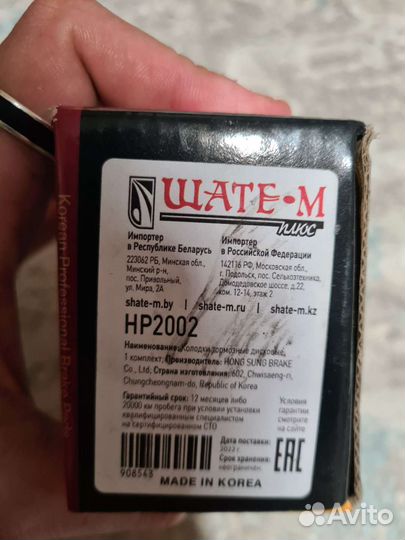 ШАТЕ-М
плюс
Импортер
в Республике Беларусь
223062 РБ, Минская обл.,
Минский р-н,
пос. Привольный,
ул. Мира, 2А
Импортер
в Российской Федерации
142116 РФ, Московская обл.,
г. Подольск, пос. Сельхозтехника,
Домодедовское шоссе, д.22,
ком. 12-14, этаж 2
shate-m.by | shate-m.ru | shate-m.kz
HP2002
Наименование: Колодки тормозные дисковые,
1 комплект; Производитель: HONG SUNG BRAKE
Co., Ltd; Страна изготовления: 602, Chwisaeng-ri,
Chungcheongnam-do, Republic of Korea
Гарантийный срок: 12 месяцев либо
20000 км пробега при условии установки
квалифицированным специалистом
на сертифицированном СТО
Условия
гарантии
смотрите
на сайте
Дата поставки:
2022 г.
Срок хранения:
неограничен.
EAC
908543
MADE IN KOREA
Korean Professional Brake
Avito